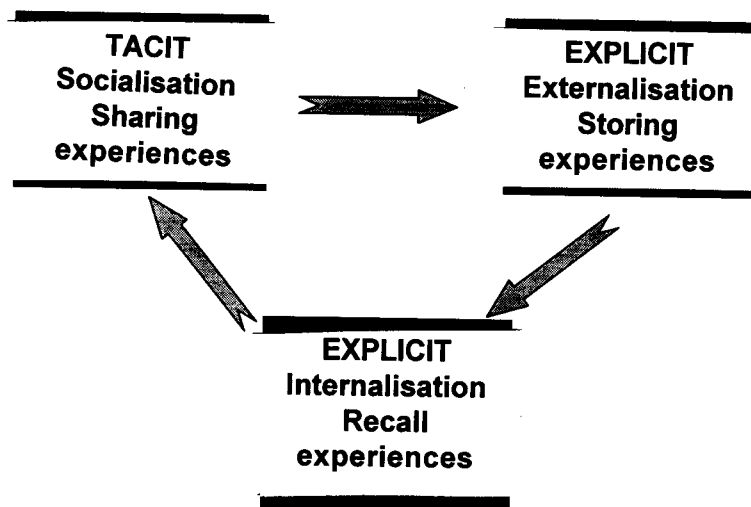 TACIT
Socialisation
Sharing
experiences
EXPLICIT
Externalisation
Storing
experiences
EXPLICIT
Internalisation
Recall
experiences